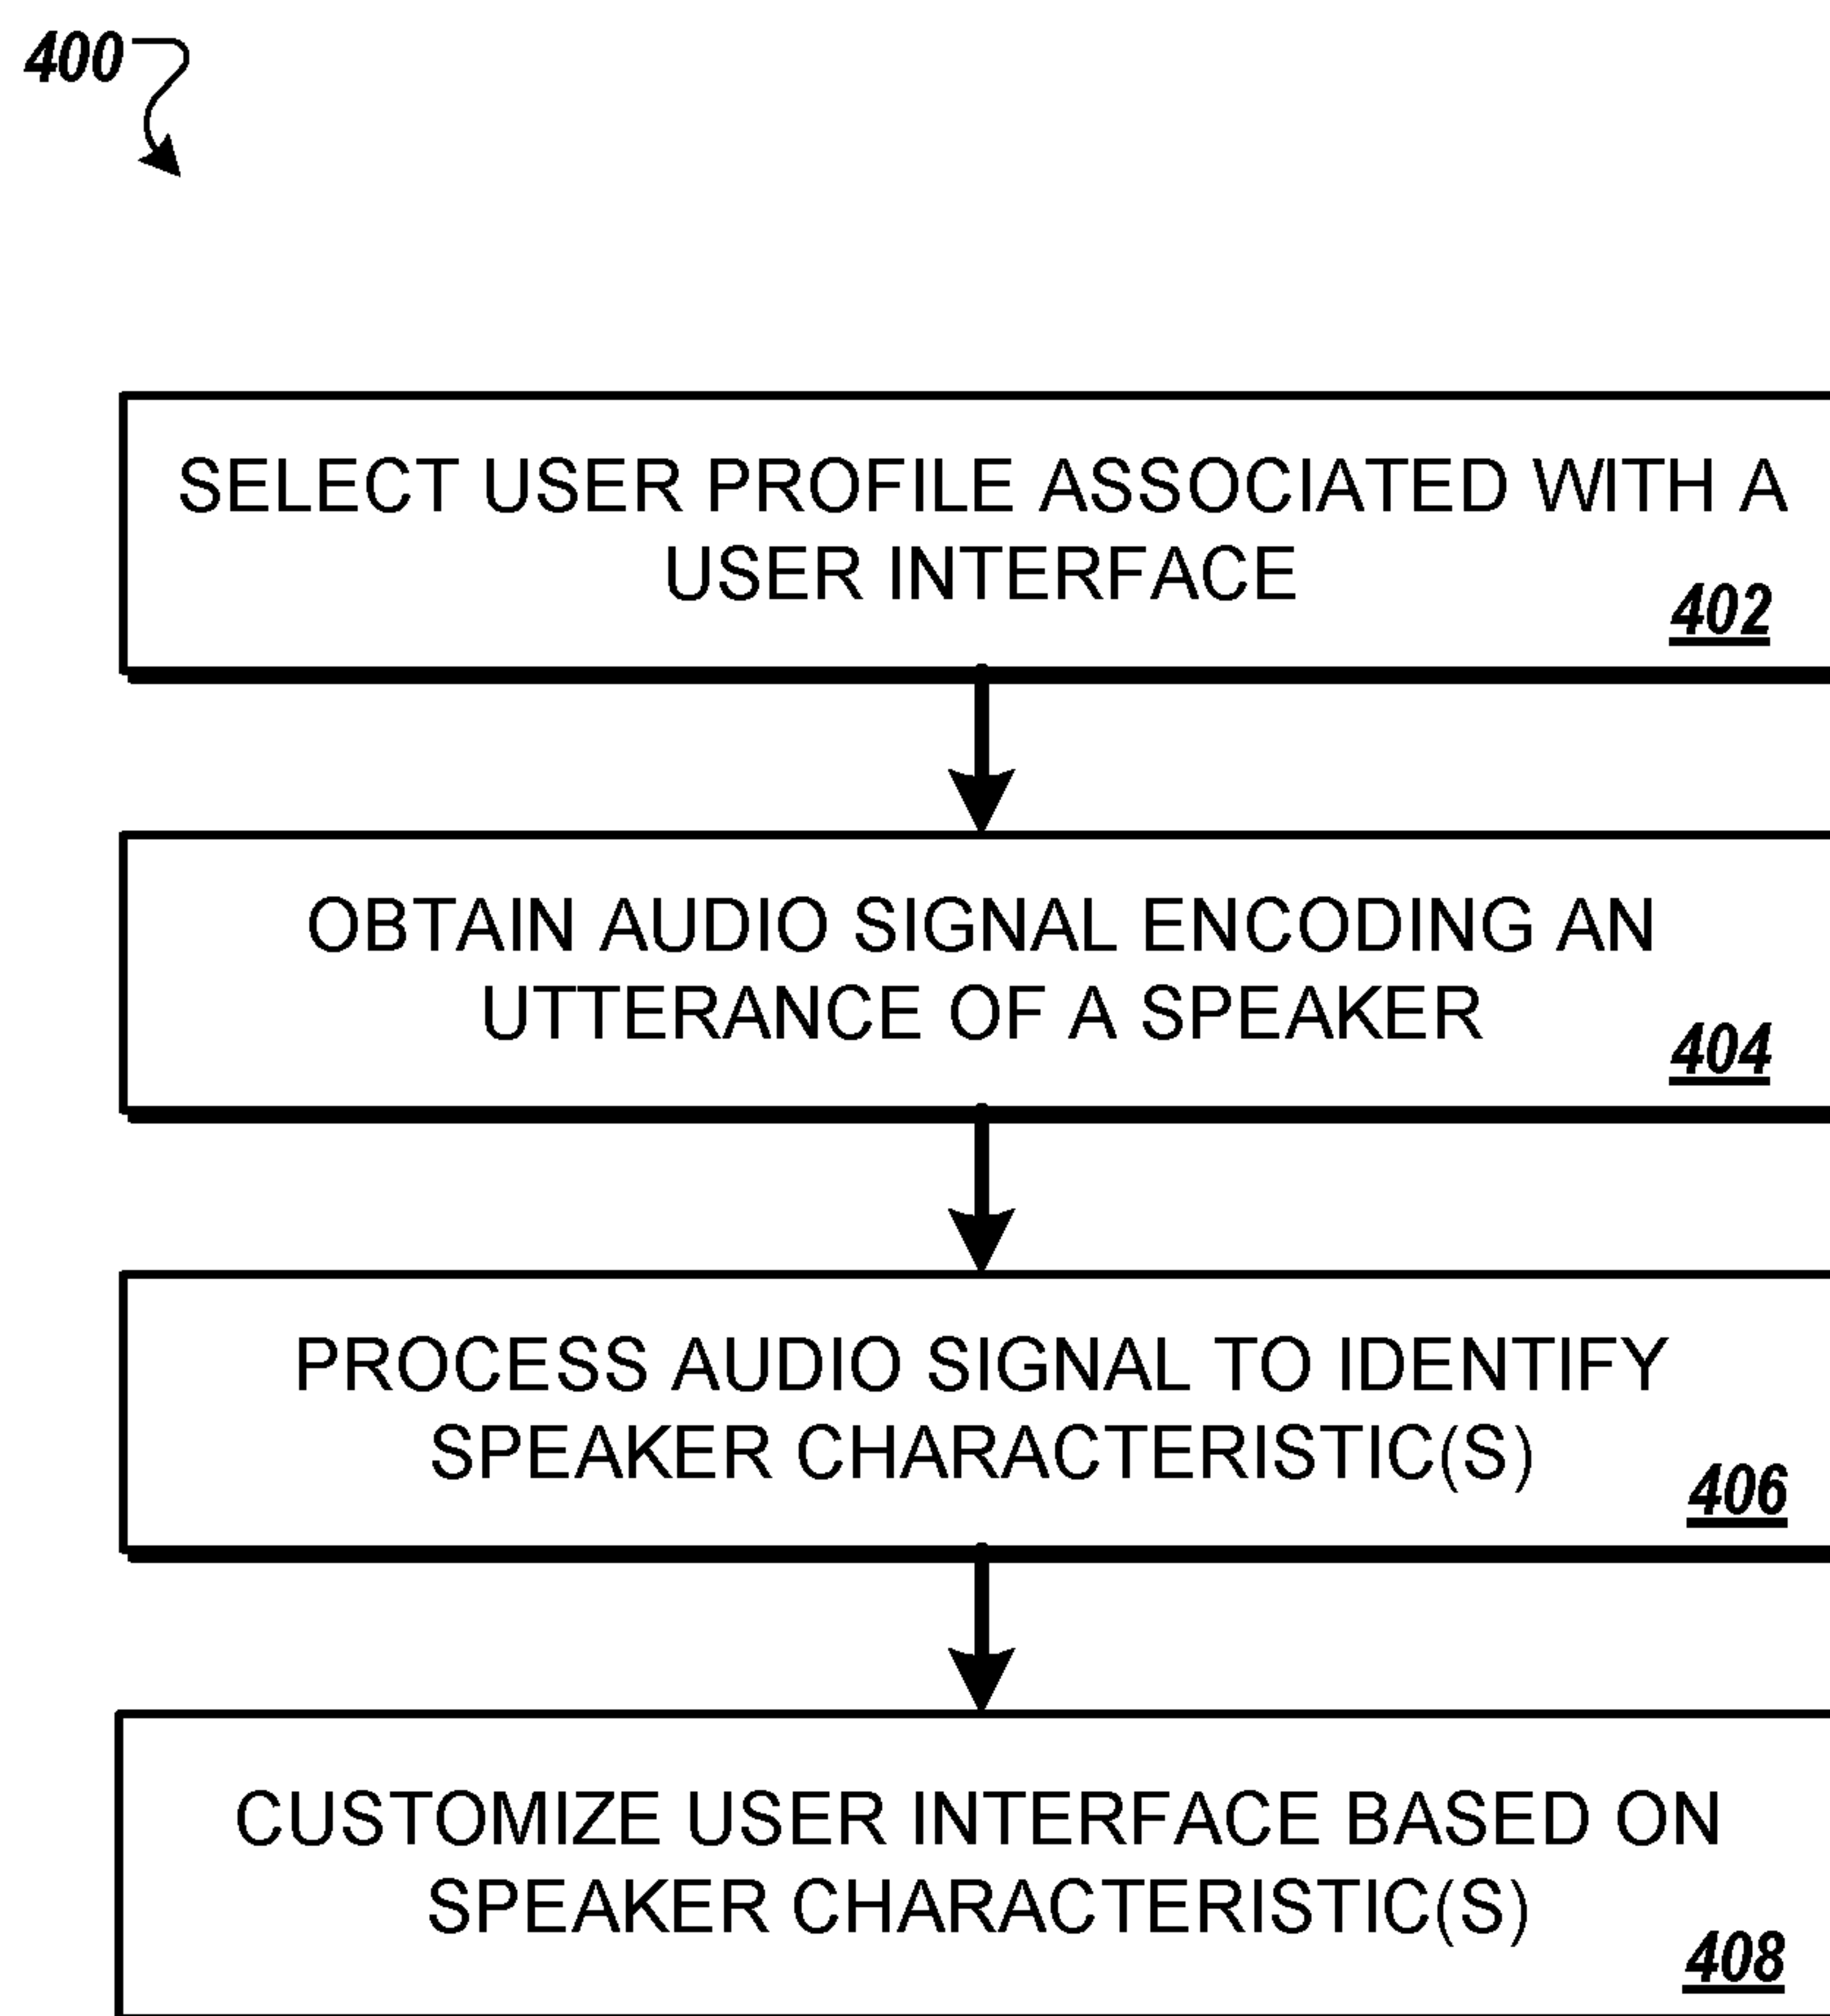 400
SELECT USER PROFILE ASSOCIATED WITH A
USER INTERFACE
402
OBTAIN AUDIO SIGNAL ENCODING AN
UTTERANCE OF A SPEAKER
404
PROCESS AUDIO SIGNAL TO IDENTIFY
SPEAKER CHARACTERISTIC(S)
406
CUSTOMIZE USER INTERFACE BASED ON
SPEAKER CHARACTERISTIC(S)
408